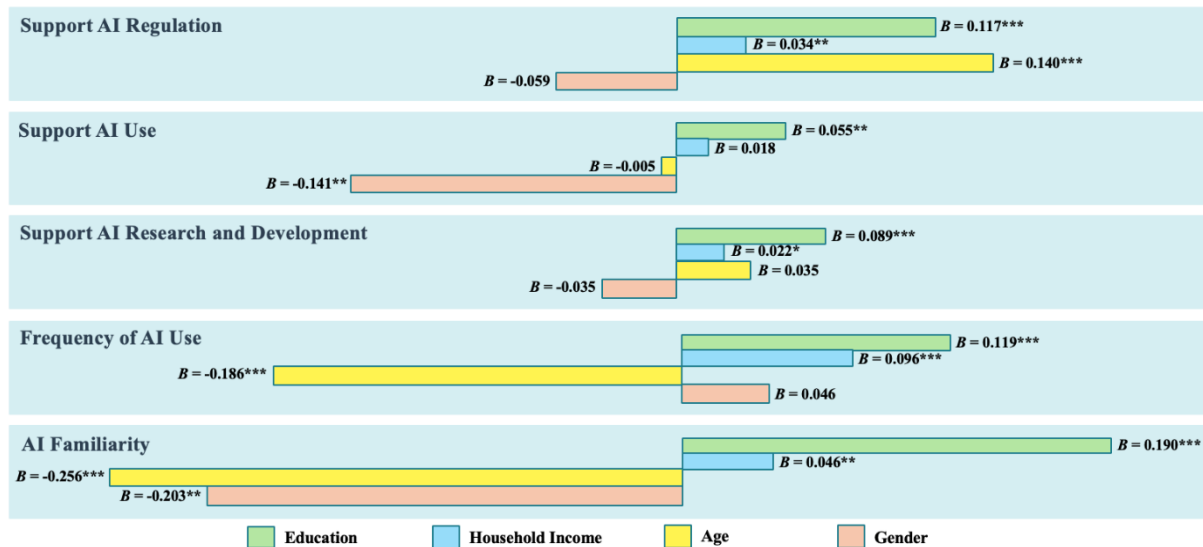 Support AI Regulation
B = 0.117***
B = 0.034**
B = 0.140***
B = -0.059
Support AI Use
B = 0.055**
B = 0.018
B = -0.005
B = -0.141**
Support AI Research and Development
B = 0.089***
B = 0.022*
B = 0.035
B = -0.035
Frequency of AI Use
B = 0.119***
B = 0.096***
B = -0.186***
B = 0.046
AI Familiarity
B = 0.190***
B = 0.046**
B = -0.256***
B = -0.203**
Education Household Income Age Gender